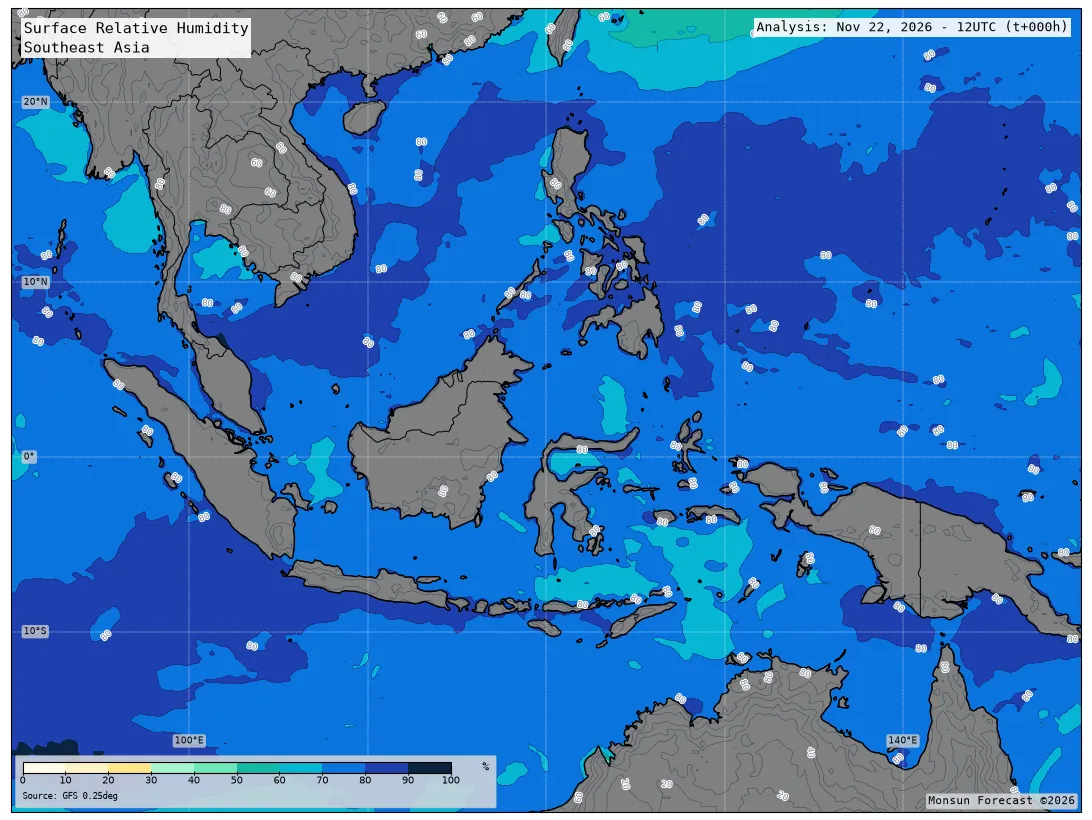 Surface Relative Humidity
Southeast Asia
Analysis: Nov 22, 2026 - 12UTC (t+000h)
20°N
10°N
0°
10°S
100°E
140°E
0 10 20 30 40 50 60 70 80 90 100 %
Source: GFS 0.25deg
Monsun Forecast ©2026